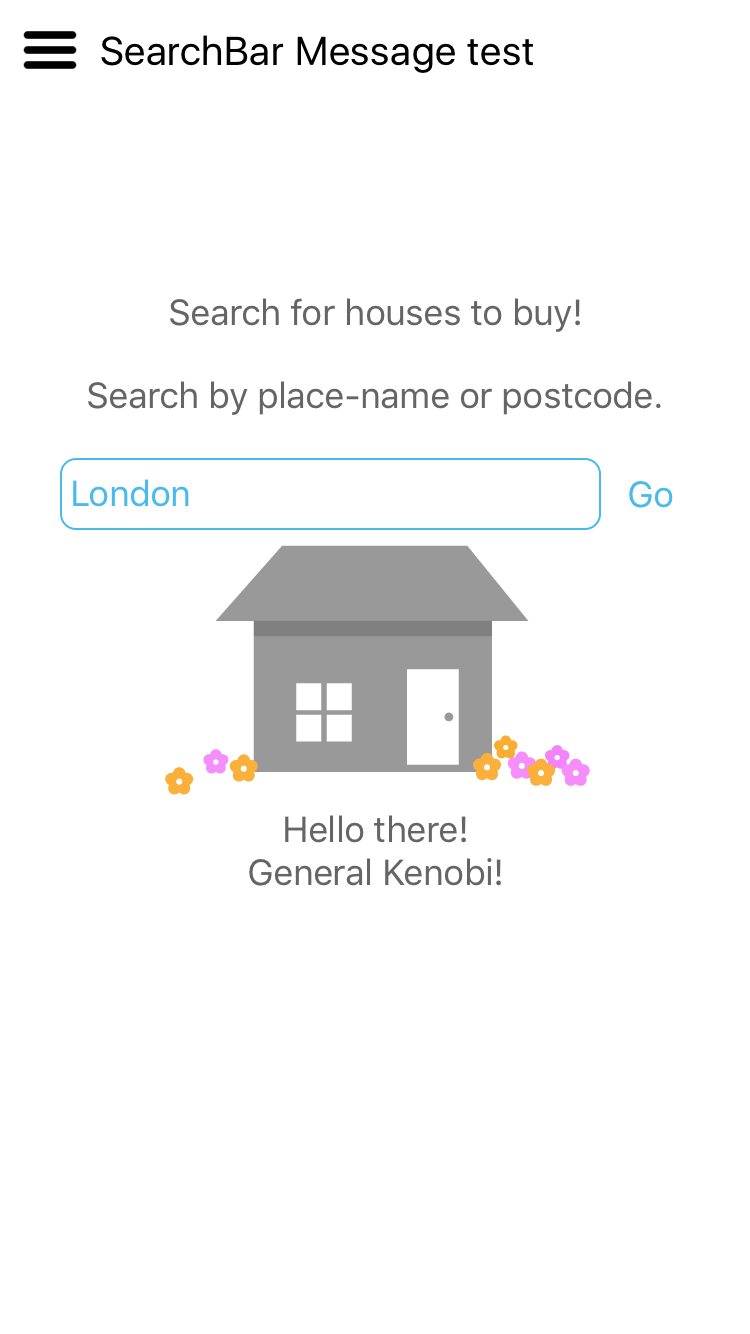 SearchBar Message test
Search for houses to buy!
Search by place-name or postcode.
London
Go
Hello there!
General Kenobi!